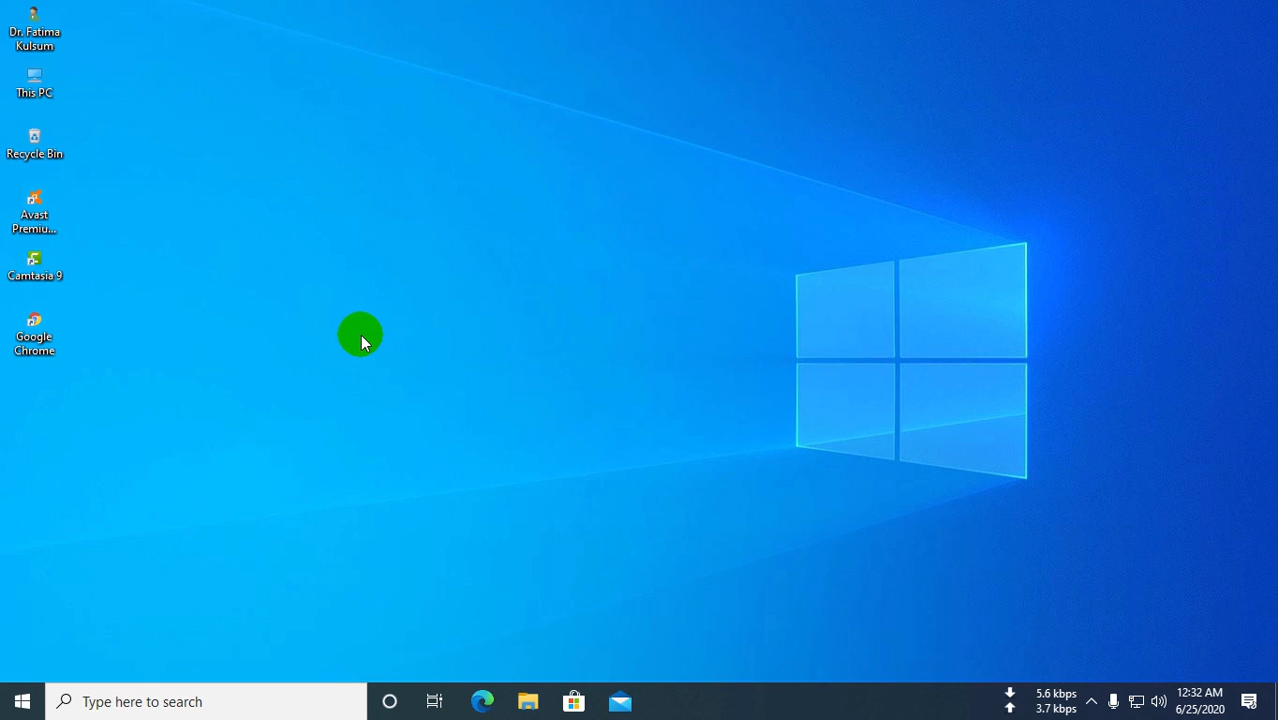 Dr. Fatima
Kulsum
This PC
Recycle Bin
Avast
Premiu...
Camtasia 9
Google
Chrome
Type here to search
5.6 kbps
3.7 kbps
12:32 AM
6/25/2020